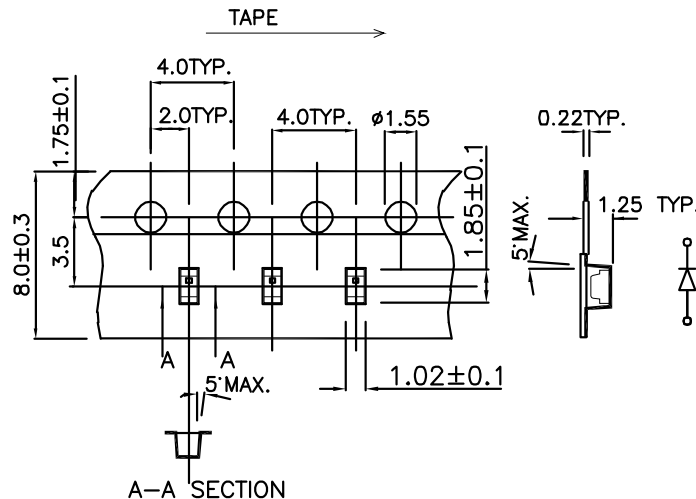 TAPE
4.0TYP.
2.0TYP.
4.0TYP.
ø1.55
1.75±0.1
8.0±0.3
3.5
1.85±0.1
0.22TYP.
1.25 TYP.
5°MAX.
A
A
1.02±0.1
5°MAX.
A-A SECTION